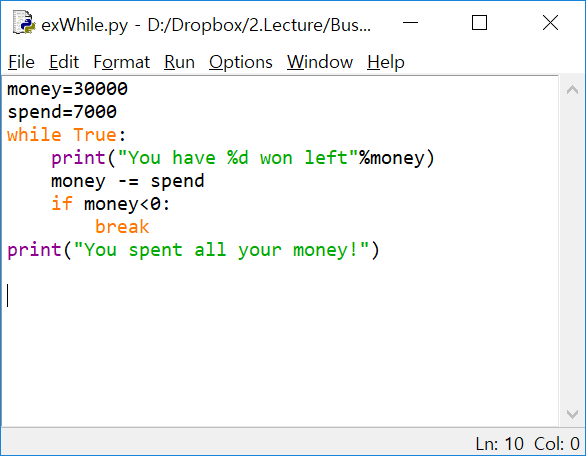 exWhile.py - D:/Dropbox/2.Lecture/Bus...
File Edit Format Run Options Window Help
money=30000
spend=7000
while True:
    print("You have %d won left"%money)
    money -= spend
    if money<0:
        break
print("You spent all your money!")
Ln: 10 Col: 0